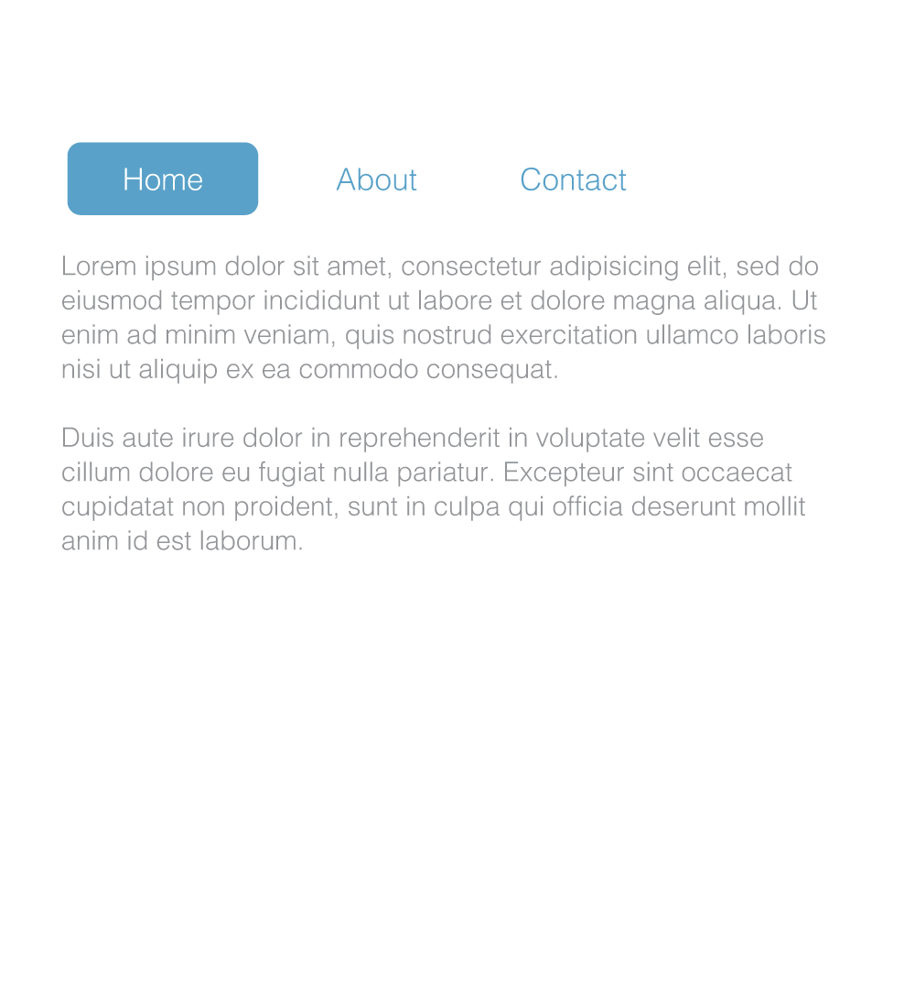 Home About Contact
Lorem ipsum dolor sit amet, consectetur adipisicing elit, sed do
eiusmod tempor incididunt ut labore et dolore magna aliqua. Ut
enim ad minim veniam, quis nostrud exercitation ullamco laboris
nisi ut aliquip ex ea commodo consequat.
Duis aute irure dolor in reprehenderit in voluptate velit esse
cillum dolore eu fugiat nulla pariatur. Excepteur sint occaecat
cupidatat non proident, sunt in culpa qui officia deserunt mollit
anim id est laborum.